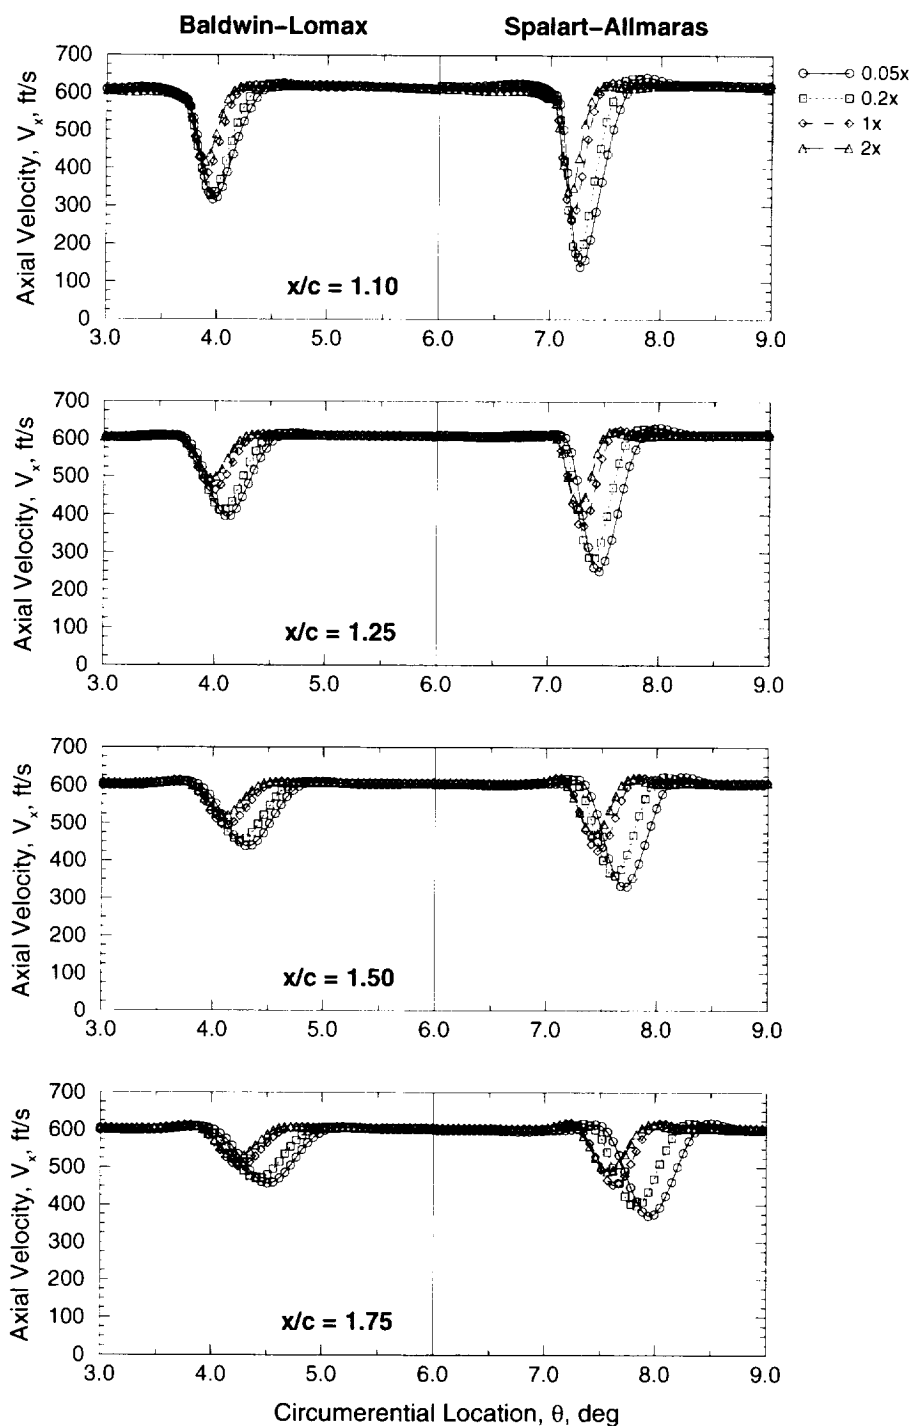 Baldwin–Lomax Spalart–Allmaras
700
600
500
400
300
200
100
0
Axial Velocity, Vx, ft/s
x/c = 1.10
3.0 4.0 5.0 6.0 7.0 8.0 9.0
0.05x
0.2x
1x
2x
700
600
500
400
300
200
100
0
Axial Velocity, Vx, ft/s
x/c = 1.25
3.0 4.0 5.0 6.0 7.0 8.0 9.0
700
600
500
400
300
200
100
0
Axial Velocity, Vx, ft/s
x/c = 1.50
3.0 4.0 5.0 6.0 7.0 8.0 9.0
700
600
500
400
300
200
100
0
Axial Velocity, Vx, ft/s
x/c = 1.75
3.0 4.0 5.0 6.0 7.0 8.0 9.0
Circumerential Location, θ, deg